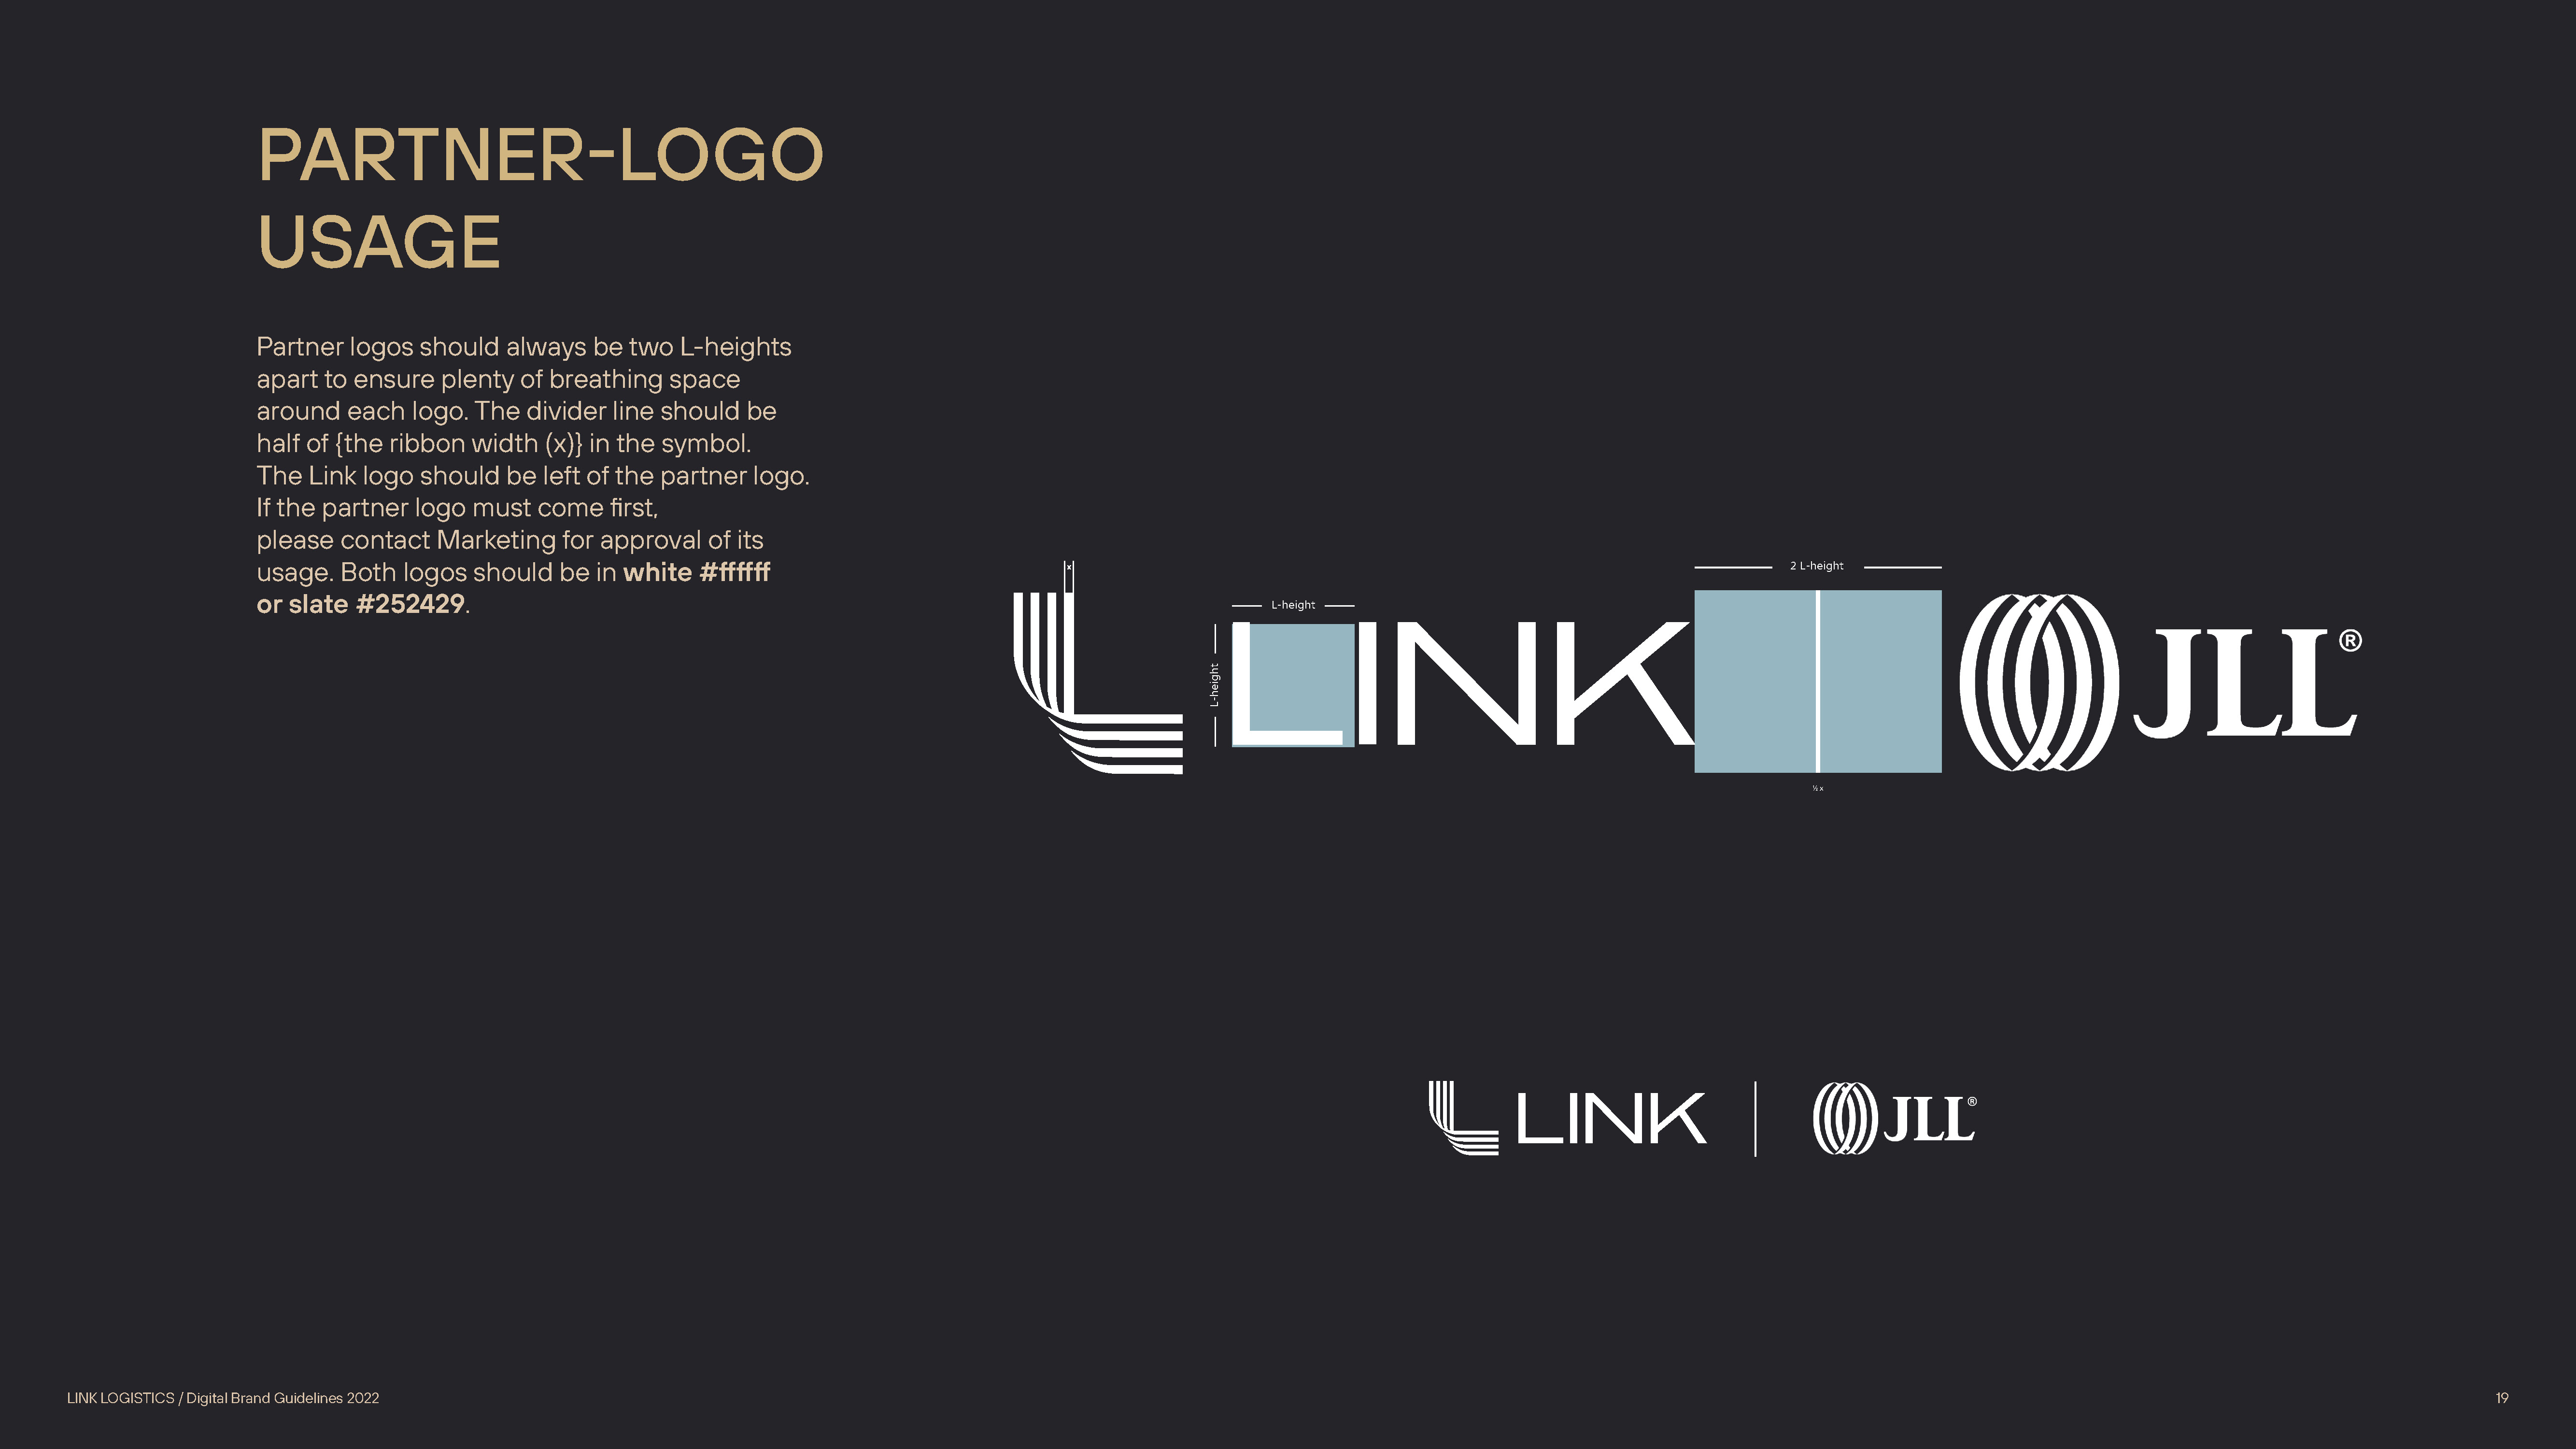 PARTNER-LOGO
USAGE
Partner logos should always be two L-heights
apart to ensure plenty of breathing space
around each logo. The divider line should be
half of {the ribbon width (x)} in the symbol.
The Link logo should be left of the partner logo.
If the partner logo must come first,
please contact Marketing for approval of its
usage. Both logos should be in white #ffffff
or slate #252429.
x
L-height
L-height
2 L-height
LINK
JLL®
½ x
LINK
JLL®
LINK LOGISTICS / Digital Brand Guidelines 2022
19